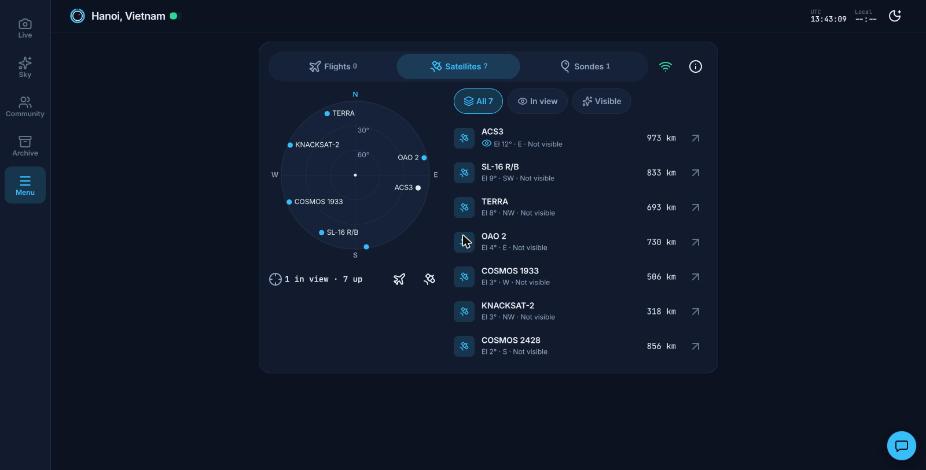 Live
Sky
Community
Archive
Menu
Hanoi, Vietnam
UTC
13:43:09
Local
--:--
Flights 0
Satellites 7
Sondes 1
N
30°
60°
W
E
S
TERRA
KNACKSAT-2
OAO 2
ACS3
COSMOS 1933
SL-16 R/B
1 in view · 7 up
All 7
In view
Visible
ACS3
El 12° · E · Not visible
973 km
SL-16 R/B
El 9° · SW · Not visible
833 km
TERRA
El 8° · NW · Not visible
693 km
OAO 2
El 4° · E · Not visible
730 km
COSMOS 1933
El 3° · W · Not visible
506 km
KNACKSAT-2
El 3° · NW · Not visible
318 km
COSMOS 2428
El 2° · S · Not visible
856 km